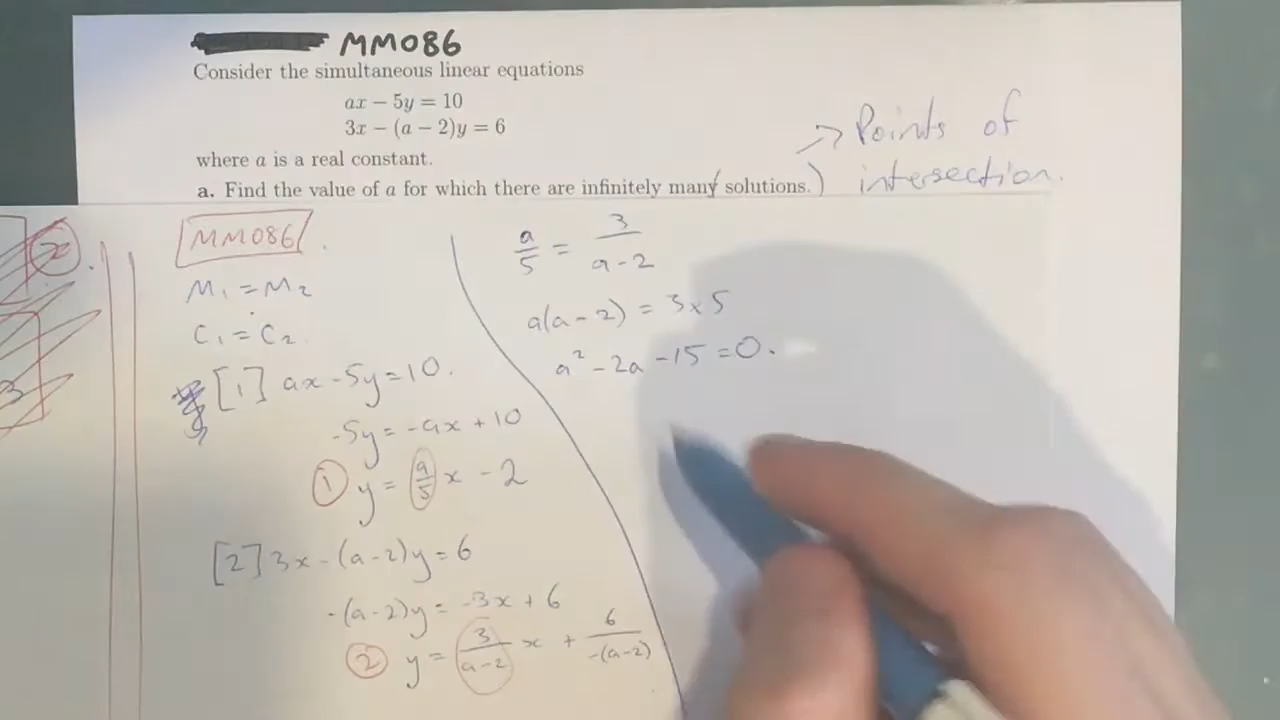 MM086
Consider the simultaneous linear equations
ax − 5y = 10
3x − (a − 2)y = 6
where a is a real constant.
a. Find the value of a for which there are infinitely many solutions.)
→ Points of
intersection.
2
3
MM086.
M₁ = M₂
C₁ = C₂
[1] ax - 5y = 10.
-5y = -ax + 10
① y = a/5 x - 2
[2] 3x - (a-2)y = 6
-(a-2)y = -3x + 6
② y = 3/(a-2) x + 6/-(a-2)
a/5 = 3/(a-2)
a(a-2) = 3 x 5
a² - 2a - 15 = 0.